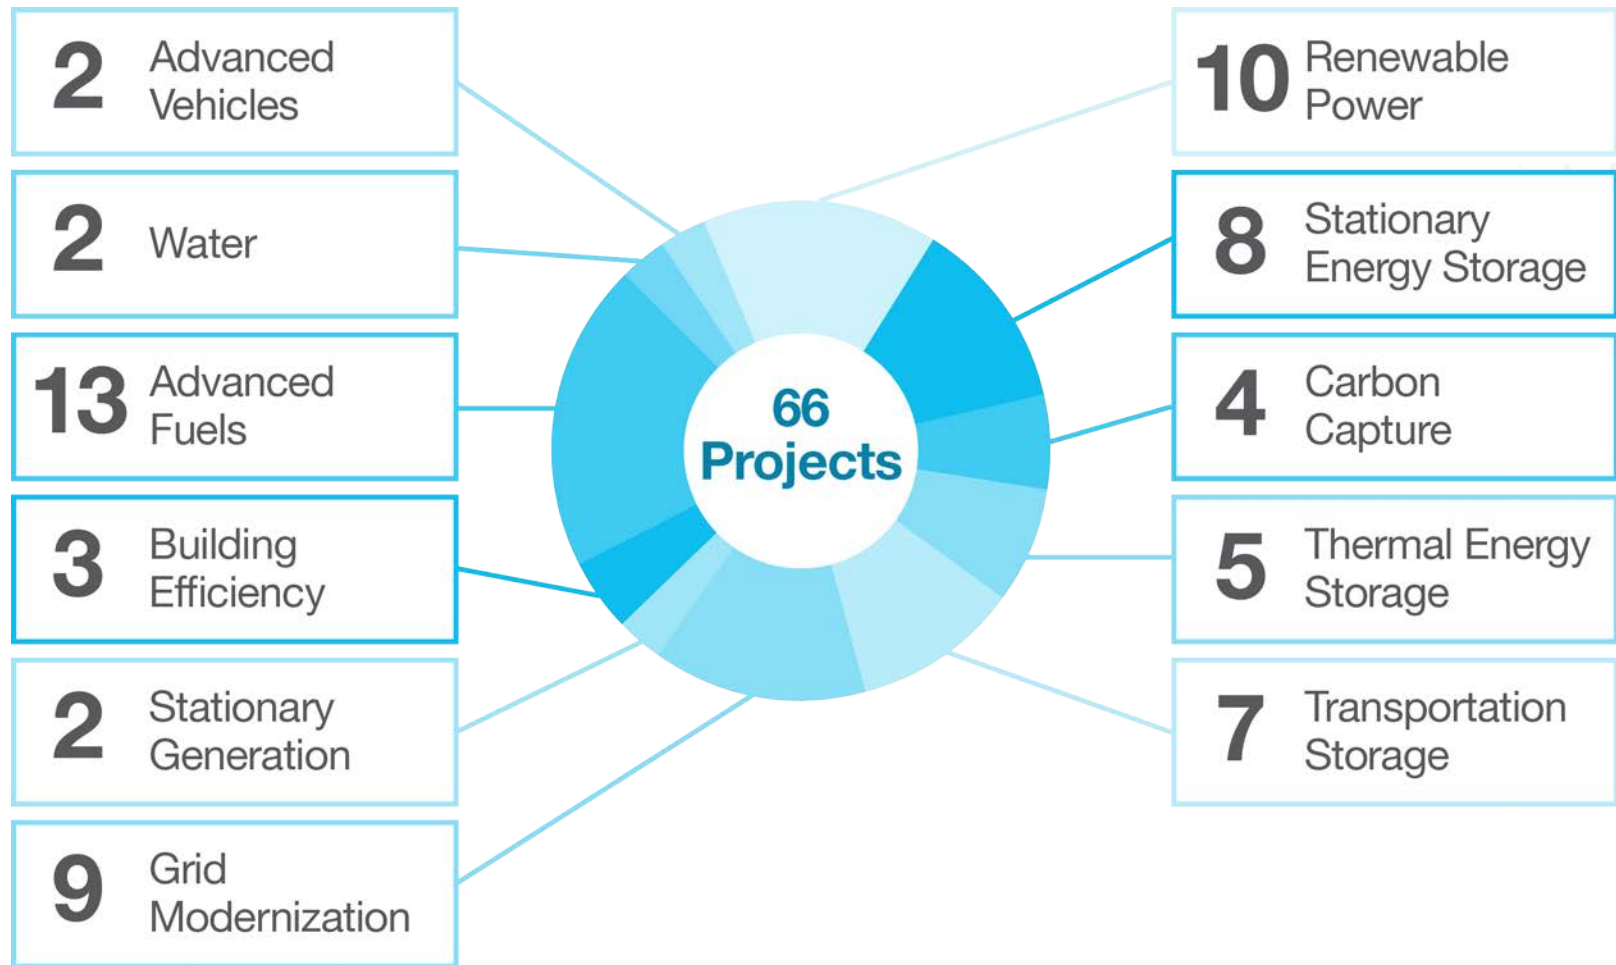 2 Advanced
Vehicles
2 Water
13 Advanced
Fuels
3 Building
Efficiency
2 Stationary
Generation
9 Grid
Modernization
66
Projects
10 Renewable
Power
8 Stationary
Energy Storage
4 Carbon
Capture
5 Thermal Energy
Storage
7 Transportation
Storage